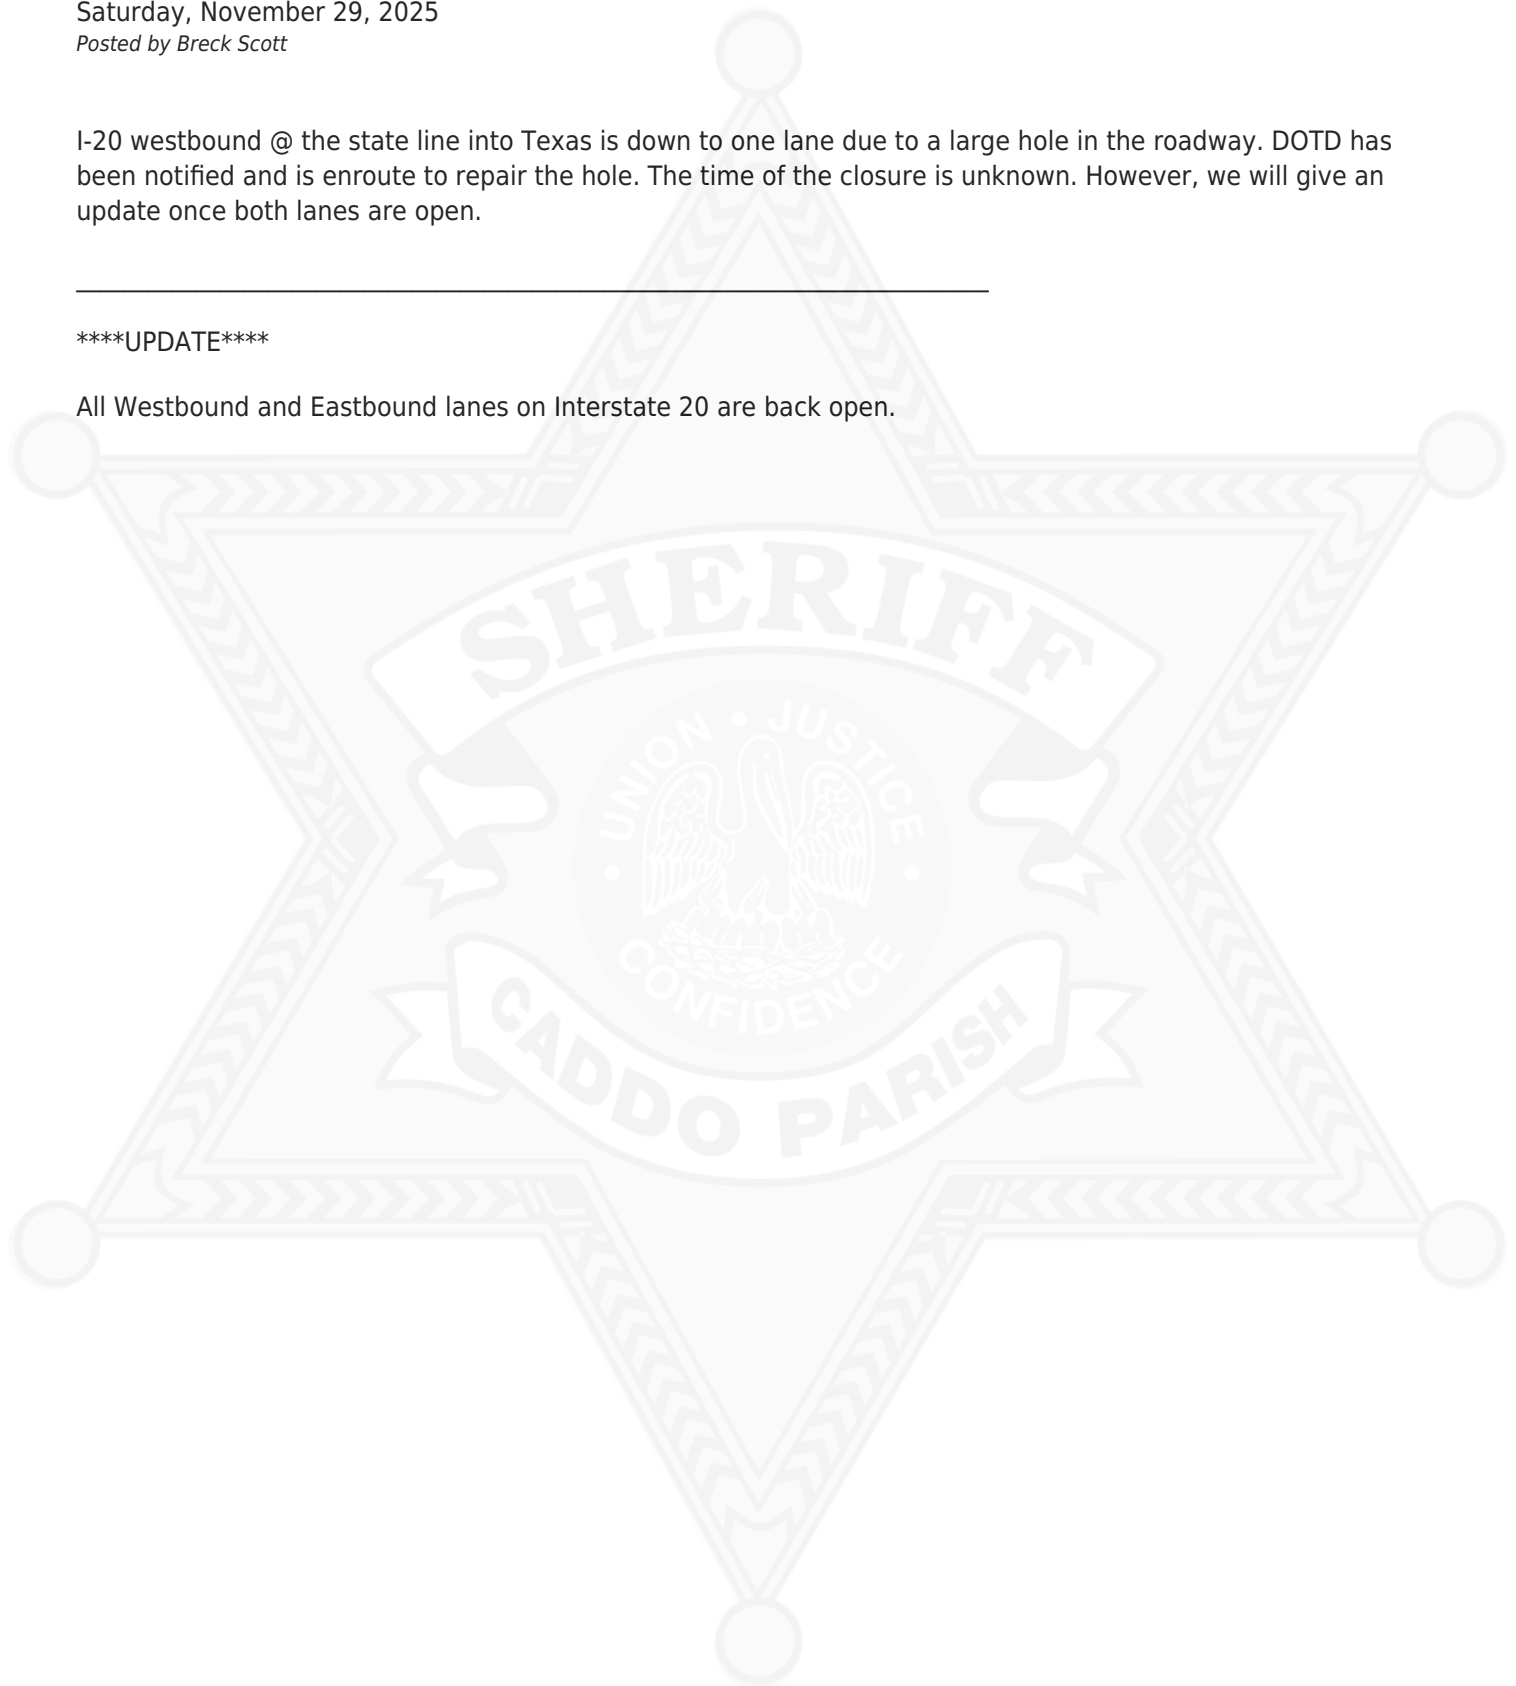 Saturday, November 29, 2025
Posted by Breck Scott
I-20 westbound @ the state line into Texas is down to one lane due to a large hole in the roadway. DOTD has
been notified and is enroute to repair the hole. The time of the closure is unknown. However, we will give an
update once both lanes are open.
****UPDATE****
All Westbound and Eastbound lanes on Interstate 20 are back open.
SHERIFF
UNION • JUSTICE
• CONFIDENCE •
CADDO PARISH